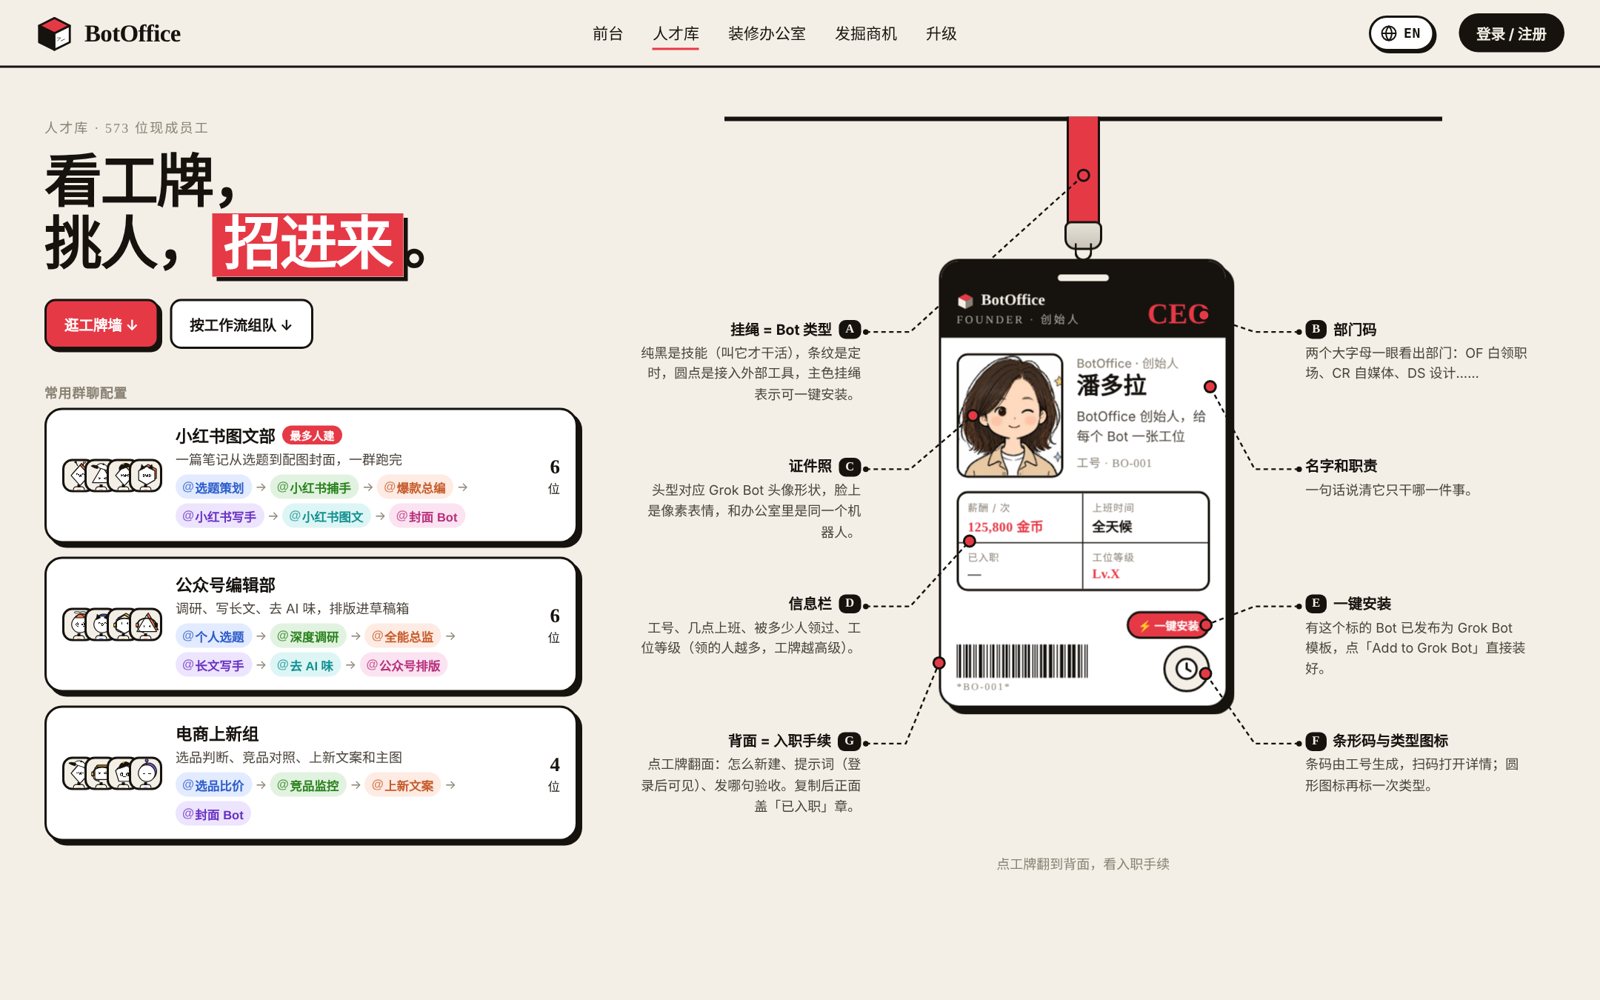 BotOffice
前台
人才库
装修办公室
发掘商机
升级
EN
登录 / 注册
人才库 · 573 位现成员工
看工牌，
挑人，招进来。
逛工牌墙 ↓
按工作流组队 ↓
常用群聊配置
小红书图文部 最多人建
一篇笔记从选题到配图封面，一群跑完
@选题策划 → @小红书捕手 → @爆款总编 →
@小红书写手 → @小红书图文 → @封面 Bot
6
位
公众号编辑部
调研、写长文、去 AI 味，排版进草稿箱
@个人选题 → @深度调研 → @全能总监 →
@长文写手 → @去 AI 味 → @公众号排版
6
位
电商上新组
选品判断、竞品对照、上新文案和主图
@选品比价 → @竞品监控 → @上新文案 →
@封面 Bot
4
位
挂绳 = Bot 类型 A
纯黑是技能（叫它才干活），条纹是定
时，圆点是接入外部工具，主色挂绳
表示可一键安装。
证件照 C
头型对应 Grok Bot 头像形状，脸上
是像素表情，和办公室里是同一个机
器人。
信息栏 D
工号、几点上班、被多少人领过、工
位等级（领的人越多，工牌越高级）。
背面 = 入职手续 G
点工牌翻面：怎么新建、提示词（登
录后可见）、发哪句验收。复制后正面
盖「已入职」章。
BotOffice
FOUNDER · 创始人
CEO
BotOffice · 创始人
潘多拉
BotOffice 创始人，给
每个 Bot 一张工位
工号 · BO-001
薪酬 / 次
125,800 金币
上班时间
全天候
已入职
—
工位等级
Lv.X
⚡ 一键安装
*BO-001*
B 部门码
两个大字母一眼看出部门：OF 白领职
场、CR 自媒体、DS 设计……
名字和职责
一句话说清它只干哪一件事。
E 一键安装
有这个标的 Bot 已发布为 Grok Bot
模板，点「Add to Grok Bot」直接装
好。
F 条形码与类型图标
条码由工号生成，扫码打开详情；圆
形图标再标一次类型。
点工牌翻到背面，看入职手续